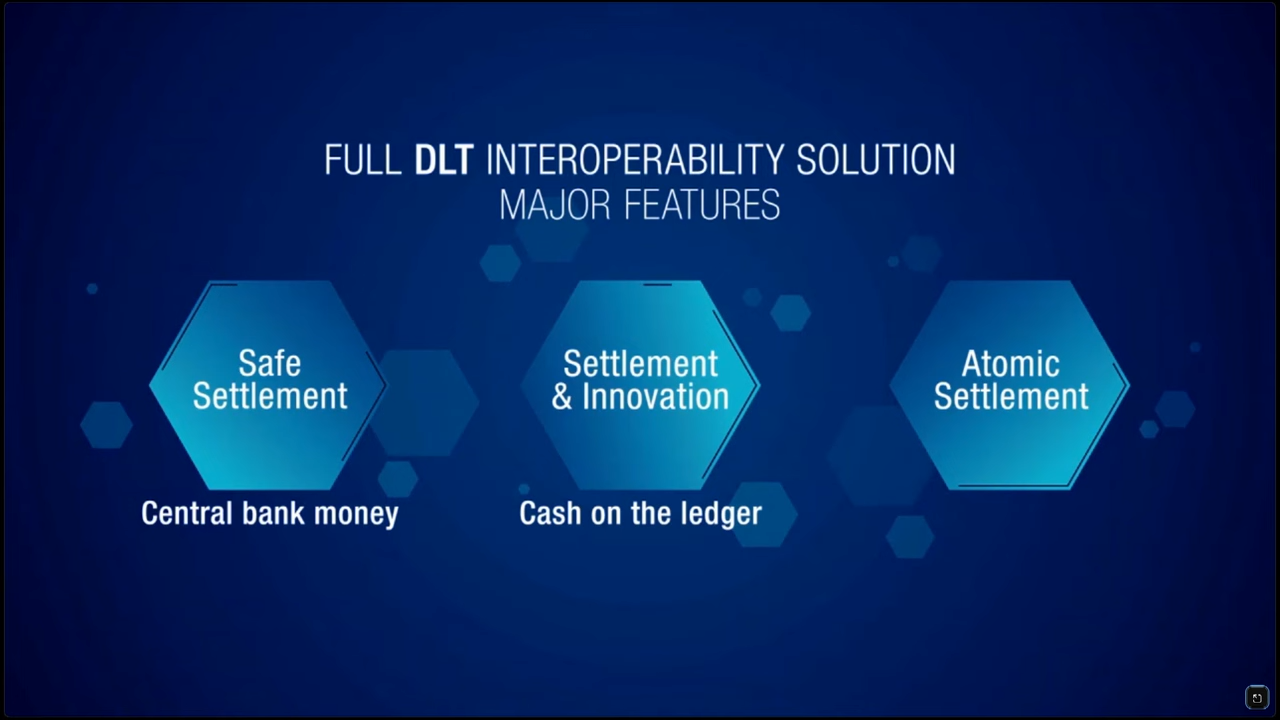 FULL DLT INTEROPERABILITY SOLUTION
MAJOR FEATURES
Safe
Settlement
Central bank money
Settlement
& Innovation
Cash on the ledger
Atomic
Settlement